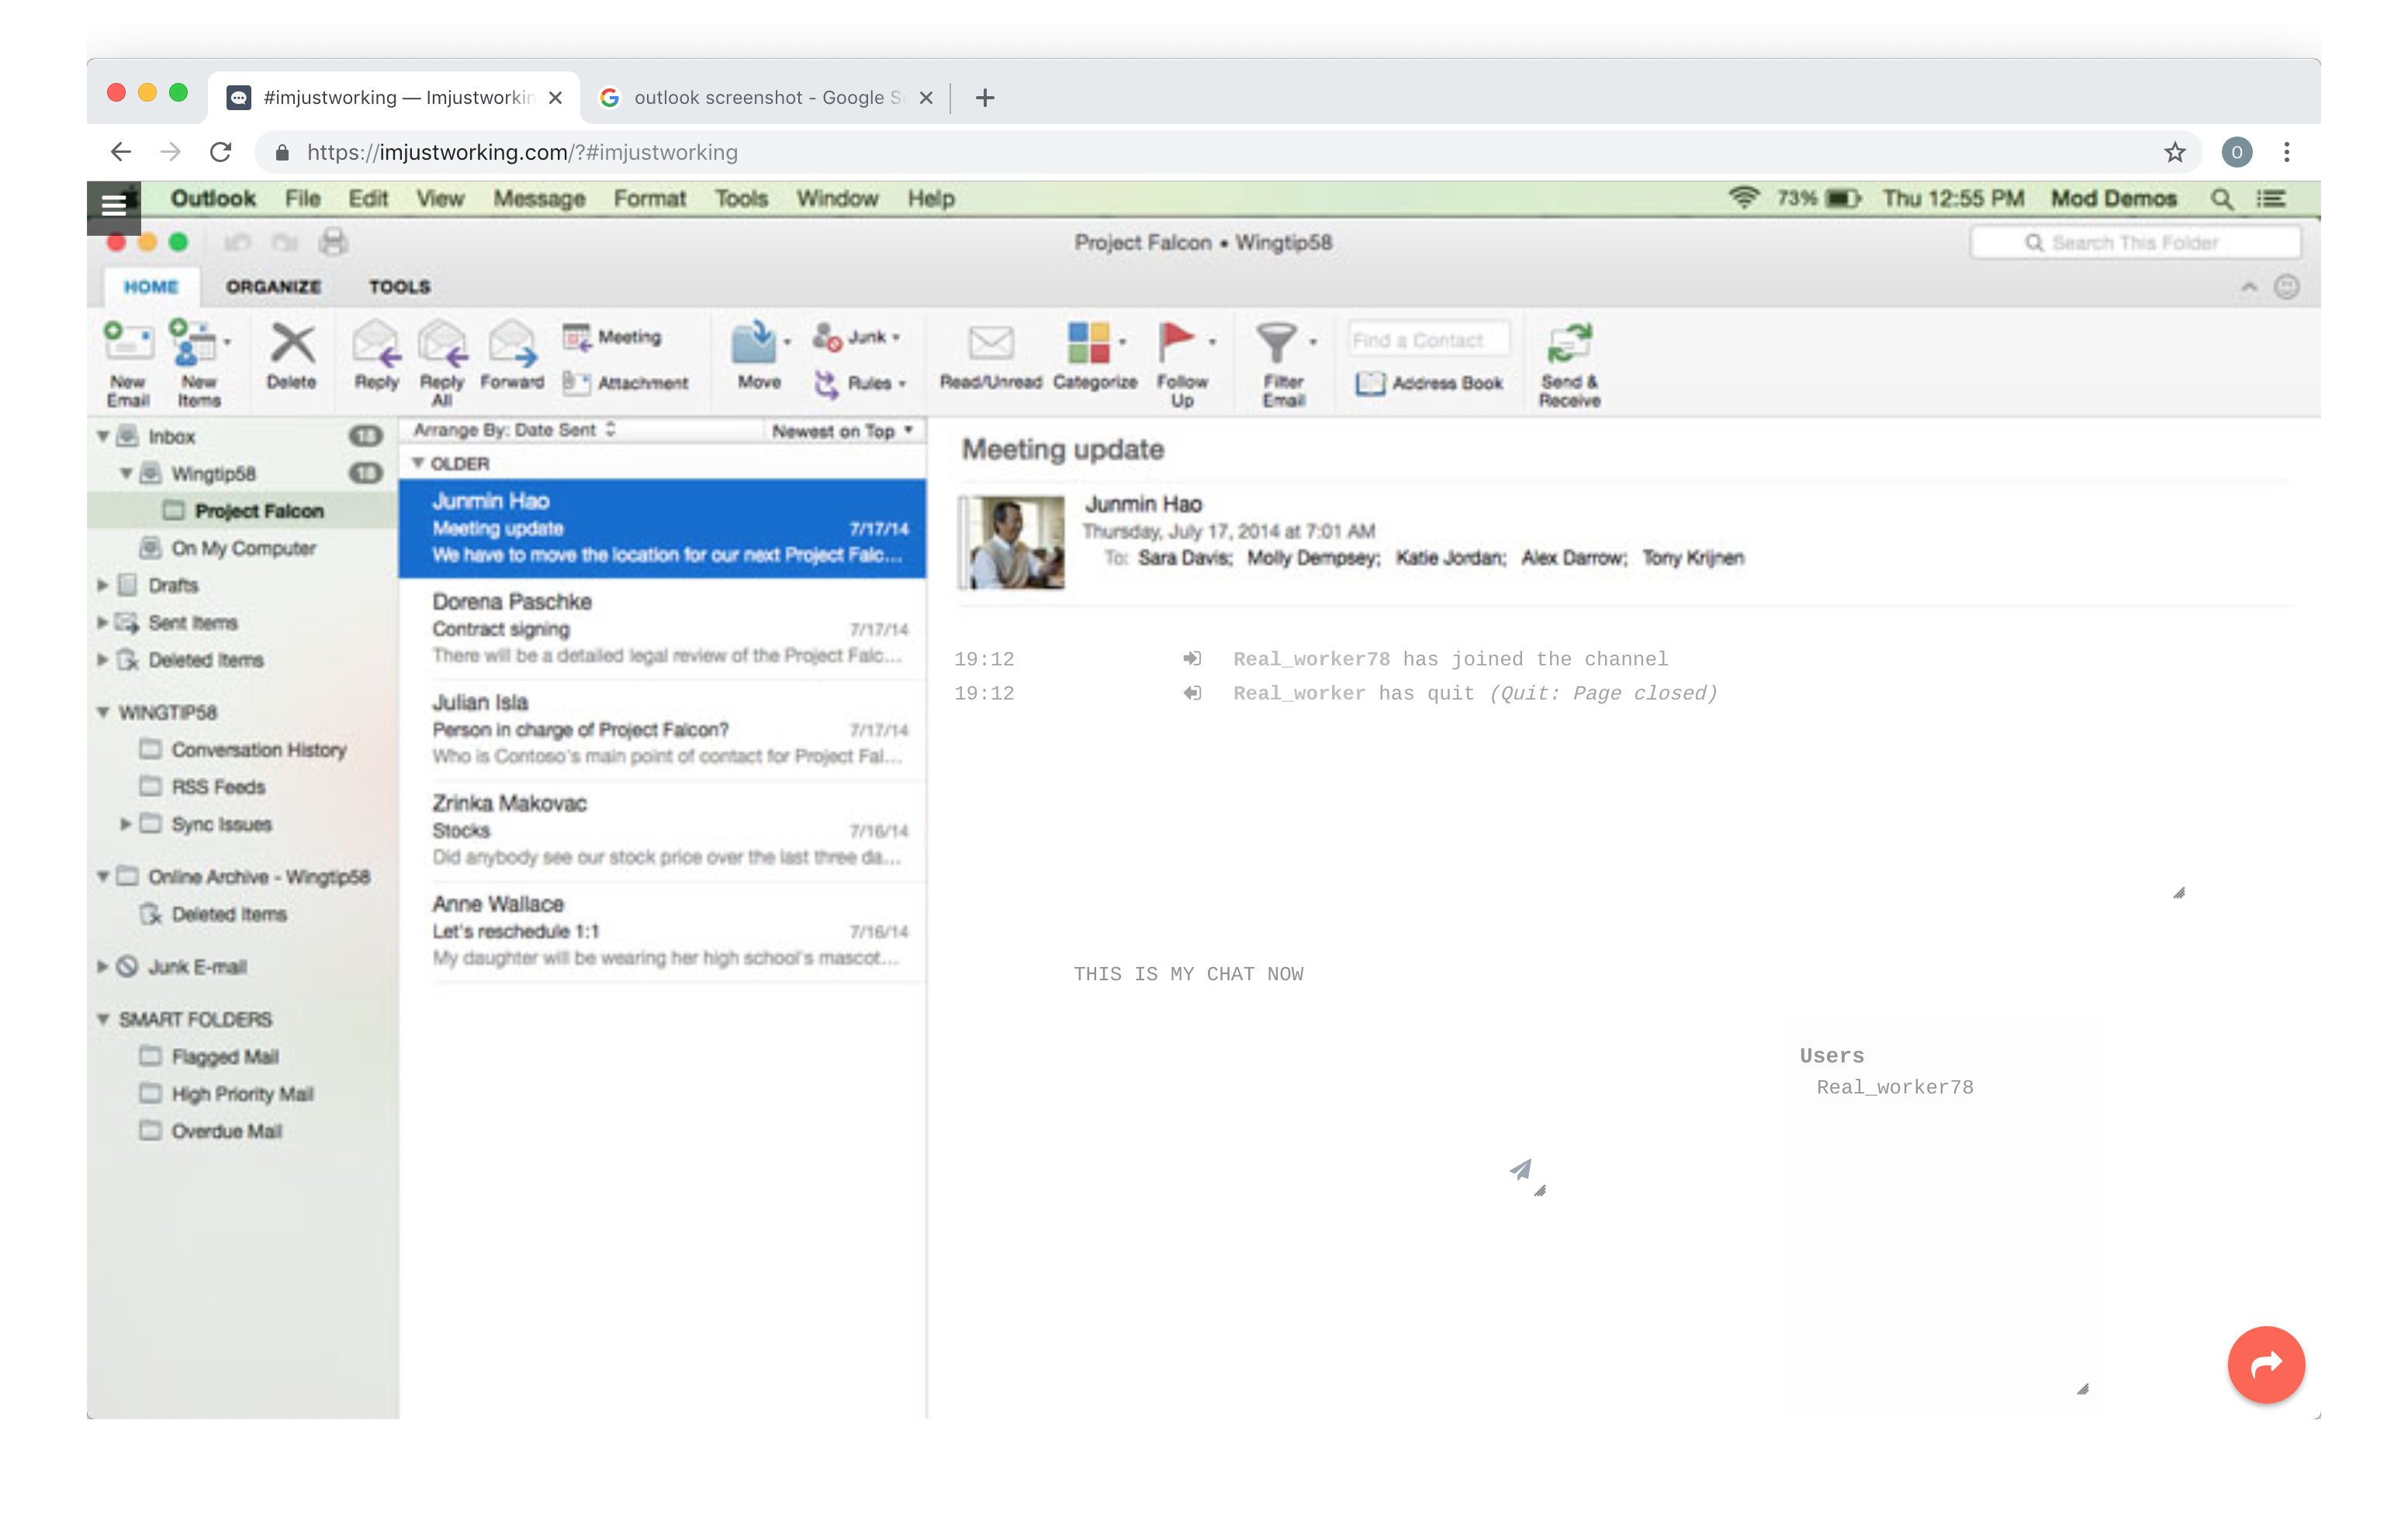 #imjustworking — Imjustworkin
outlook screenshot - Google S
https://imjustworking.com/?#imjustworking
O
Outlook File Edit View Message Format Tools Window Help
73% Thu 12:55 PM Mod Demos
Project Falcon • Wingtip58
Search This Folder
HOME ORGANIZE TOOLS
New Email
New Items
Delete
Reply
Reply All
Forward
Meeting
Attachment
Move
Junk
Rules
Read/Unread
Categorize
Follow Up
Filter Email
Find a Contact
Address Book
Send & Receive
Inbox
Wingtip58
Project Falcon
On My Computer
Drafts
Sent Items
Deleted Items
WINGTIP58
Conversation History
RSS Feeds
Sync Issues
Online Archive - Wingtip58
Deleted Items
Junk E-mail
SMART FOLDERS
Flagged Mail
High Priority Mail
Overdue Mail
Arrange By: Date Sent Newest on Top
OLDER
Junmin Hao
Meeting update 7/17/14
We have to move the location for our next Project Falc...
Dorena Paschke
Contract signing 7/17/14
There will be a detailed legal review of the Project Falc...
Julian Isla
Person in charge of Project Falcon? 7/17/14
Who is Contoso's main point of contact for Project Fal...
Zrinka Makovac
Stocks 7/16/14
Did anybody see our stock price over the last three da...
Anne Wallace
Let's reschedule 1:1 7/16/14
My daughter will be wearing her high school's mascot...
Meeting update
Junmin Hao
Thursday, July 17, 2014 at 7:01 AM
To: Sara Davis; Molly Dempsey; Katie Jordan; Alex Darrow; Tony Krijnen
19:12 Real_worker78 has joined the channel
19:12 Real_worker has quit (Quit: Page closed)
THIS IS MY CHAT NOW
Users
Real_worker78